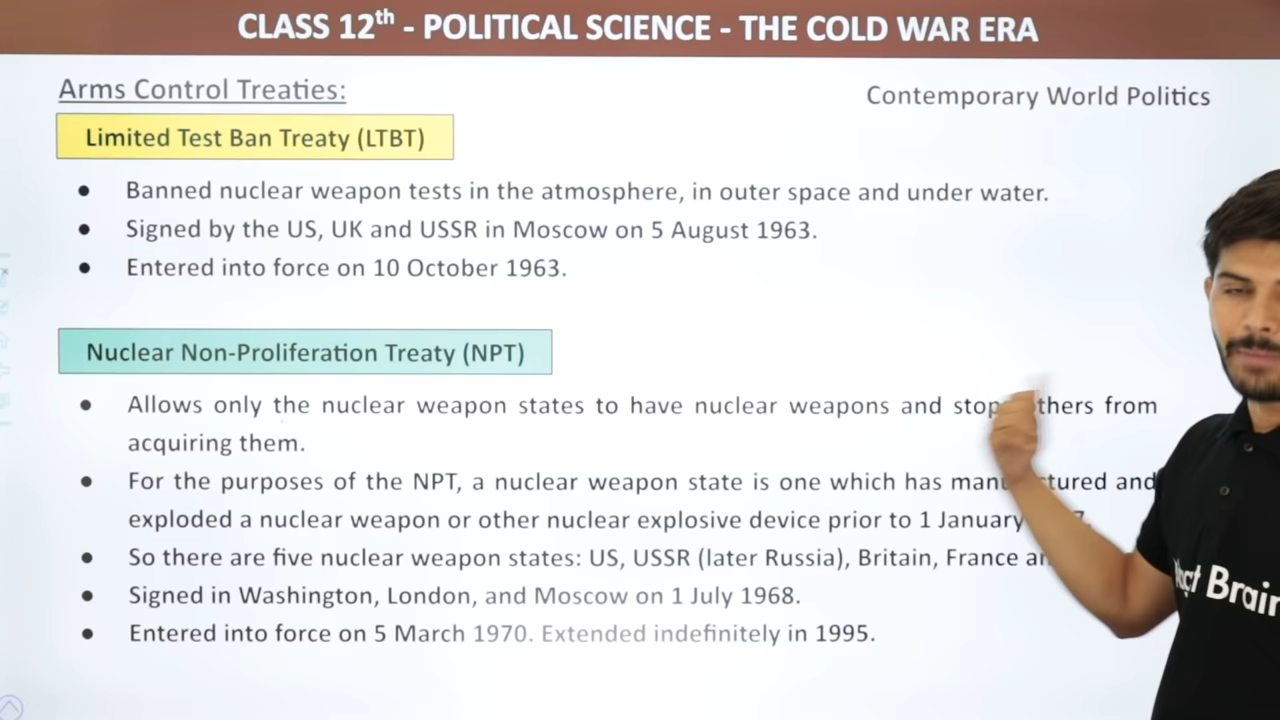 CLASS 12th - POLITICAL SCIENCE - THE COLD WAR ERA
Arms Control Treaties:
Contemporary World Politics
Limited Test Ban Treaty (LTBT)
● Banned nuclear weapon tests in the atmosphere, in outer space and under water.
● Signed by the US, UK and USSR in Moscow on 5 August 1963.
● Entered into force on 10 October 1963.
Nuclear Non-Proliferation Treaty (NPT)
● Allows only the nuclear weapon states to have nuclear weapons and from
acquiring them.
● For the purposes of the NPT, a nuclear weapon state is one which has and
exploded a nuclear weapon or other nuclear explosive device prior to 1 January
● So there are five nuclear weapon states: US, USSR (later Russia), Britain, France
● Signed in Washington, London, and Moscow on 1 July 1968.
● Entered into force on 5 March 1970. Extended indefinitely in 1995.